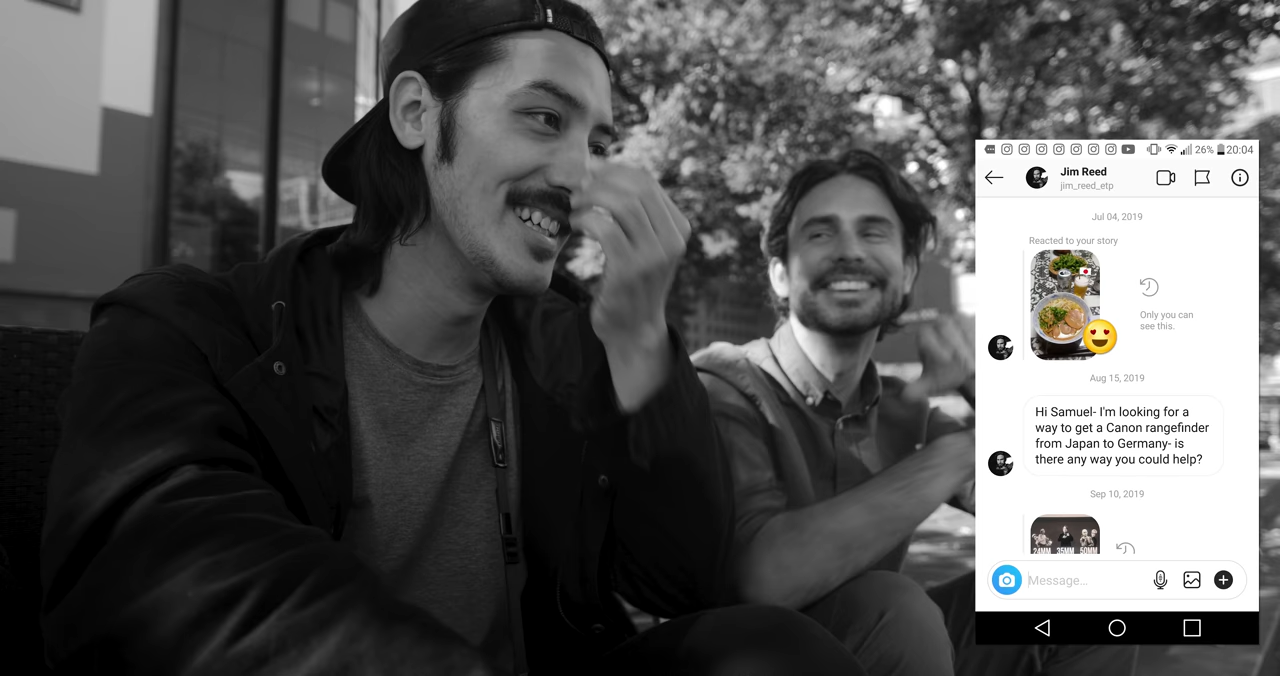 26% 20:04
Jim Reed
jim_reed_etp
Jul 04, 2019
Reacted to your story
Only you can
see this.
Aug 15, 2019
Hi Samuel- I'm looking for a
way to get a Canon rangefinder
from Japan to Germany- is
there any way you could help?
Sep 10, 2019
24MM 35MM 50MM
Message...